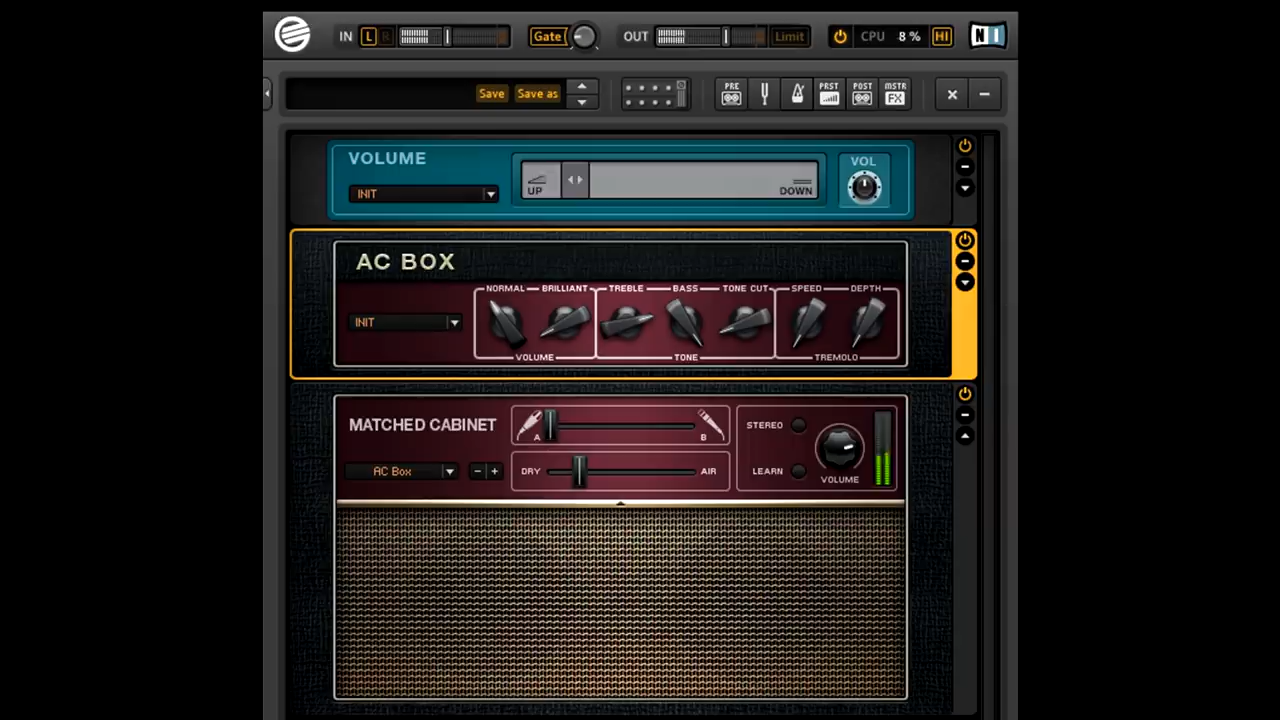 IN L R Gate OUT Limit CPU 8 % HI NI
Save Save as PRE PRST POST MSTR FX
VOLUME
INIT
UP DOWN
VOL
AC BOX
NORMAL BRILLIANT TREBLE BASS TONE CUT SPEED DEPTH
INIT
VOLUME TONE TREMOLO
MATCHED CABINET
A B
STEREO
AC Box - +
DRY AIR
LEARN
VOLUME